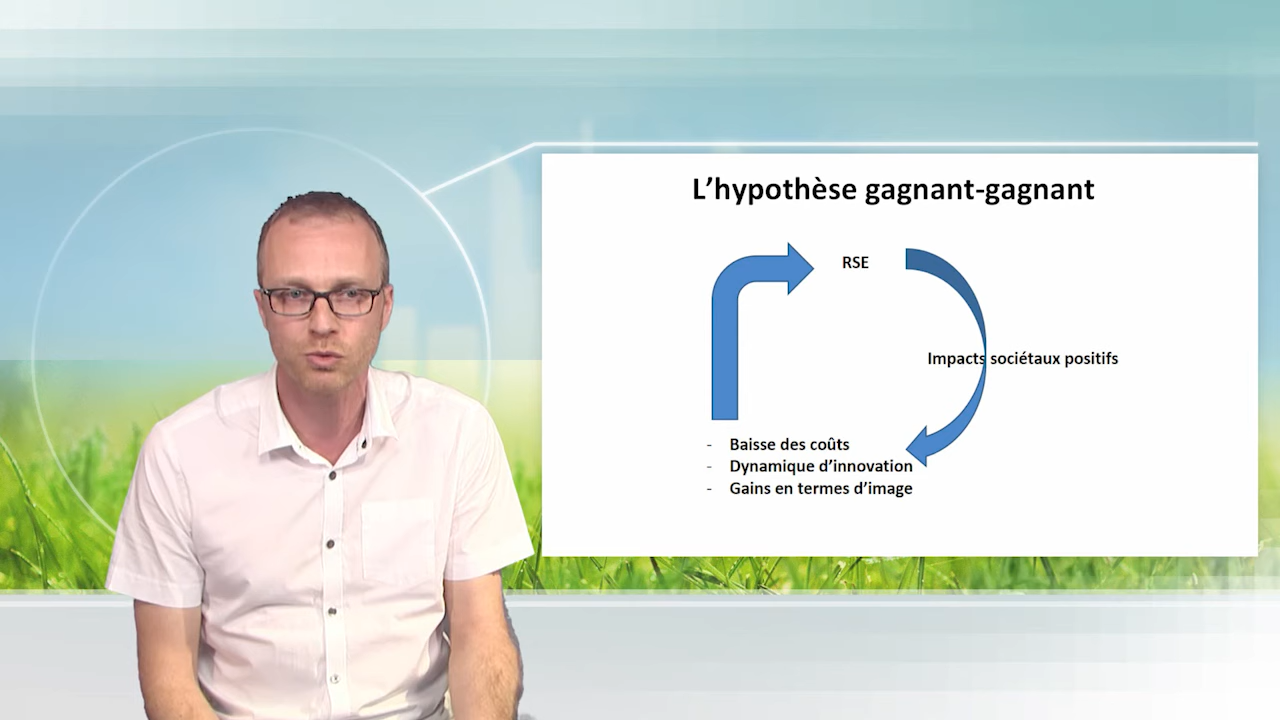 L’hypothèse gagnant-gagnant
RSE
Impacts sociétaux positifs
- Baisse des coûts
- Dynamique d’innovation
- Gains en termes d’image